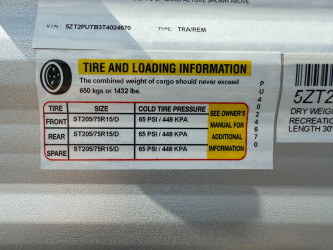 V.I.N.: 5ZT2PUTB3T4024670 TYPE: TRA/REM
TIRE AND LOADING INFORMATION
The combined weight of cargo should never exceed
650 kgs or 1432 lbs.
TIRE SIZE COLD TIRE PRESSURE
FRONT ST205/75R15/D 65 PSI / 448 KPA
REAR ST205/75R15/D 65 PSI / 448 KPA
SPARE ST205/75R15/D 65 PSI / 448 KPA
SEE OWNER'S
MANUAL FOR
ADDITIONAL
INFORMATION
PU4024670
5ZT2
DRY WEIG
RECREATIO
LENGTH 30'